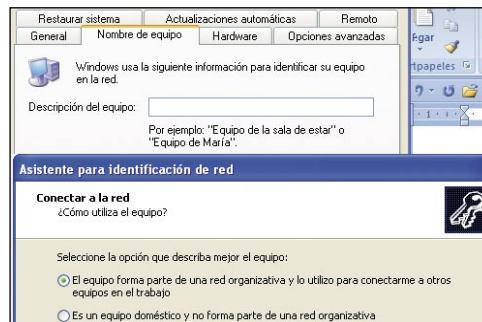 Restaurar sistema Actualizaciones automáticas Remoto
General Nombre de equipo Hardware Opciones avanzadas
Windows usa la siguiente información para identificar su equipo
en la red.
Descripción del equipo:
Por ejemplo: "Equipo de la sala de estar" o
"Equipo de María".
Asistente para identificación de red
Conectar a la red
¿Cómo utiliza el equipo?
Seleccione la opción que describa mejor el equipo:
El equipo forma parte de una red organizativa y lo utilizo para conectarme a otros
equipos en el trabajo
Es un equipo doméstico y no forma parte de una red organizativa
egar
rtpapeles
1